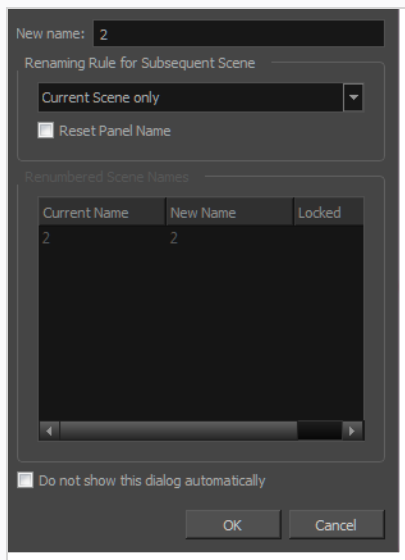 New name: 2
Renaming Rule for Subsequent Scene
Current Scene only
Reset Panel Name
Renumbered Scene Names
Current Name New Name Locked
2 2
Do not show this dialog automatically
OK Cancel